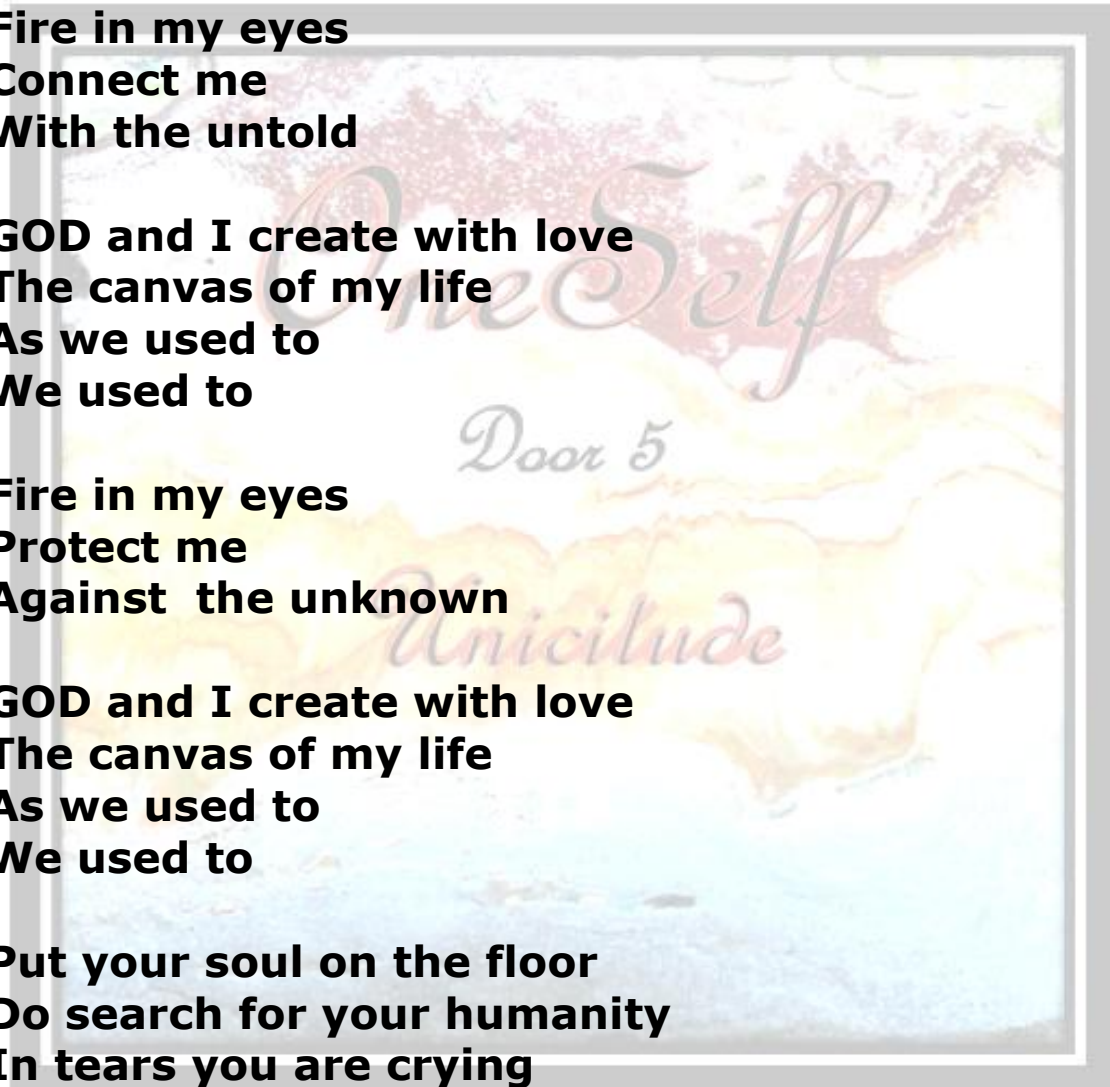 Fire in my eyes
Connect me
With the untold
GOD and I create with love
The canvas of my life
As we used to
We used to
Fire in my eyes
Protect me
Against  the unknown
GOD and I create with love
The canvas of my life
As we used to
We used to
Put your soul on the floor
Do search for your humanity
In tears you are crying
OneSelf
Door 5
Unicitude